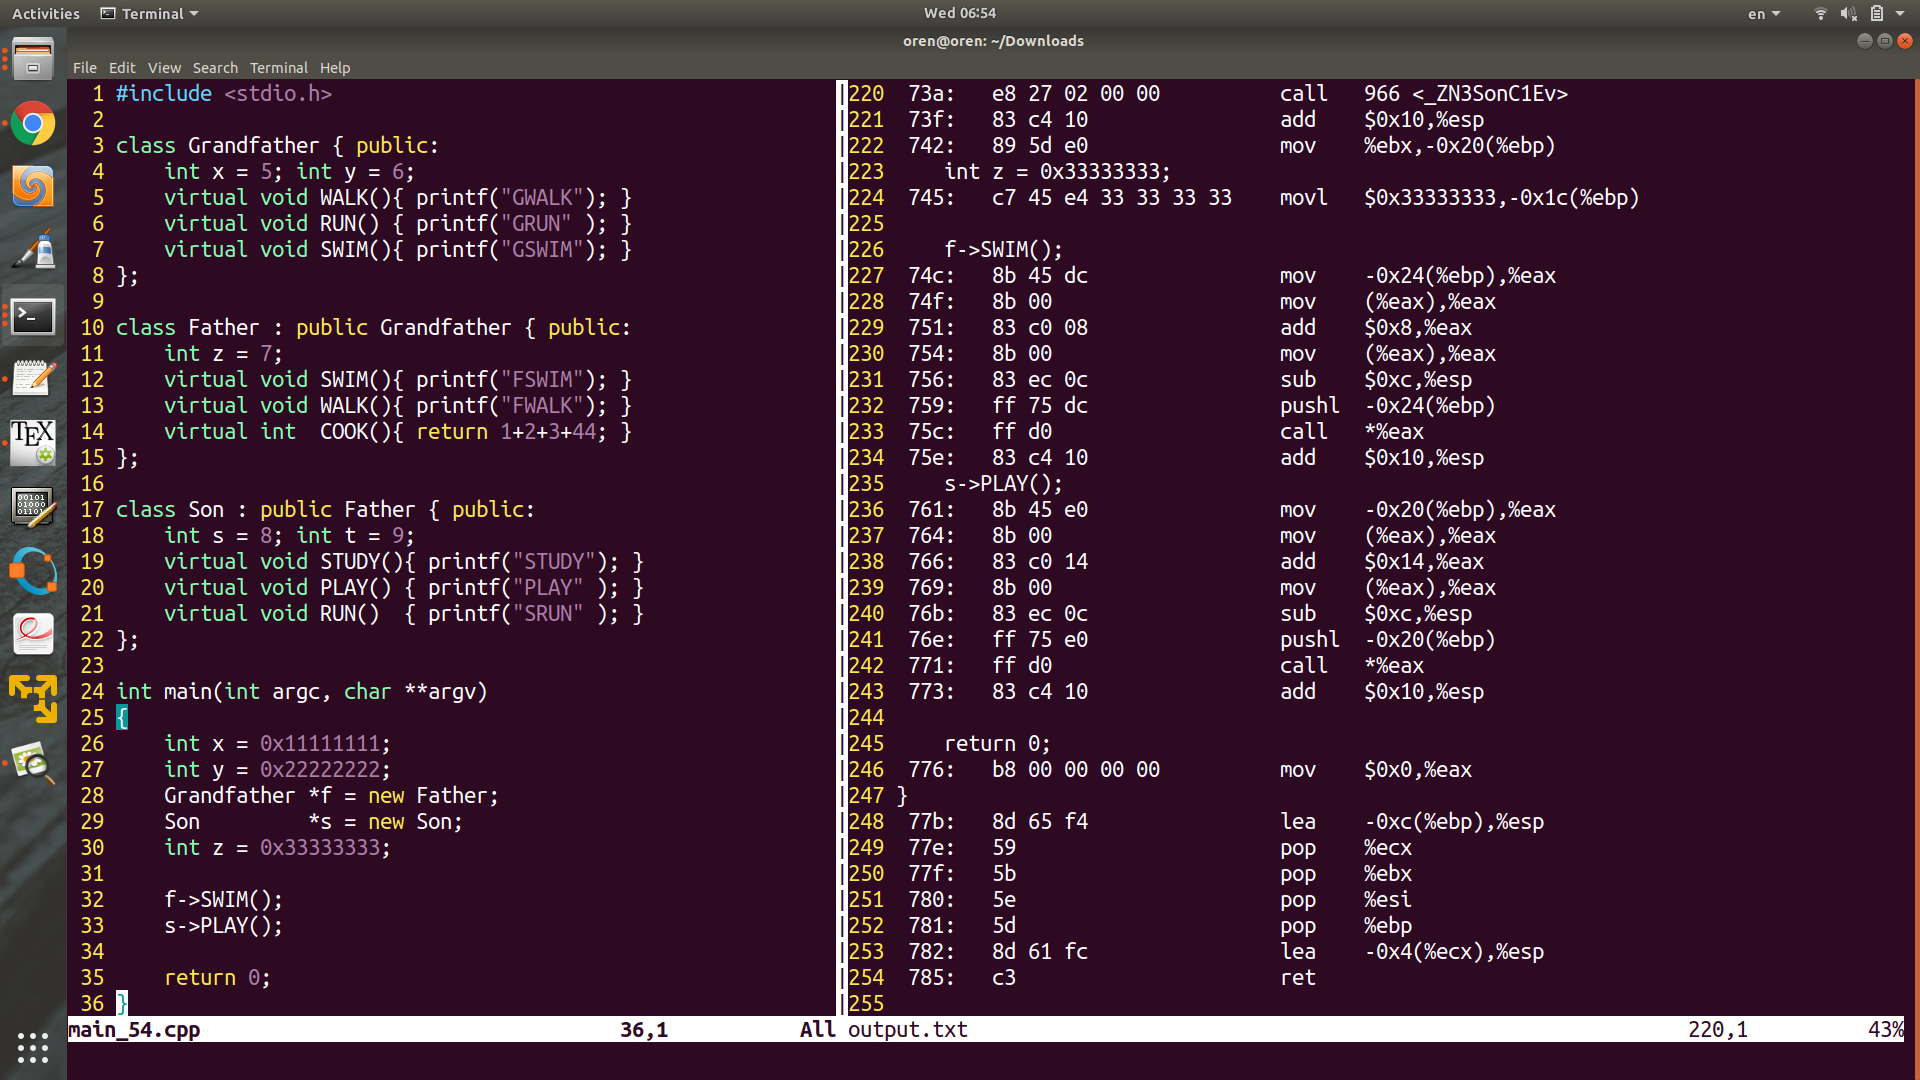 Activities Terminal Wed 06:54 en
oren@oren: ~/Downloads
File Edit View Search Terminal Help
1 #include <stdio.h>
2
3 class Grandfather { public:
4     int x = 5; int y = 6;
5     virtual void WALK(){ printf("GWALK"); }
6     virtual void RUN() { printf("GRUN" ); }
7     virtual void SWIM(){ printf("GSWIM"); }
8 };
9
10 class Father : public Grandfather { public:
11     int z = 7;
12     virtual void SWIM(){ printf("FSWIM"); }
13     virtual void WALK(){ printf("FWALK"); }
14     virtual int  COOK(){ return 1+2+3+44; }
15 };
16
17 class Son : public Father { public:
18     int s = 8; int t = 9;
19     virtual void STUDY(){ printf("STUDY"); }
20     virtual void PLAY() { printf("PLAY" ); }
21     virtual void RUN()  { printf("SRUN" ); }
22 };
23
24 int main(int argc, char **argv)
25 {
26     int x = 0x11111111;
27     int y = 0x22222222;
28     Grandfather *f = new Father;
29     Son         *s = new Son;
30     int z = 0x33333333;
31
32     f->SWIM();
33     s->PLAY();
34
35     return 0;
36 }
main_54.cpp 36,1 All
220  73a:   e8 27 02 00 00          call   966 <_ZN3SonC1Ev>
221  73f:   83 c4 10                add    $0x10,%esp
222  742:   89 5d e0                mov    %ebx,-0x20(%ebp)
223     int z = 0x33333333;
224  745:   c7 45 e4 33 33 33 33    movl   $0x33333333,-0x1c(%ebp)
225
226     f->SWIM();
227  74c:   8b 45 dc                mov    -0x24(%ebp),%eax
228  74f:   8b 00                   mov    (%eax),%eax
229  751:   83 c0 08                add    $0x8,%eax
230  754:   8b 00                   mov    (%eax),%eax
231  756:   83 ec 0c                sub    $0xc,%esp
232  759:   ff 75 dc                pushl  -0x24(%ebp)
233  75c:   ff d0                   call   *%eax
234  75e:   83 c4 10                add    $0x10,%esp
235     s->PLAY();
236  761:   8b 45 e0                mov    -0x20(%ebp),%eax
237  764:   8b 00                   mov    (%eax),%eax
238  766:   83 c0 14                add    $0x14,%eax
239  769:   8b 00                   mov    (%eax),%eax
240  76b:   83 ec 0c                sub    $0xc,%esp
241  76e:   ff 75 e0                pushl  -0x20(%ebp)
242  771:   ff d0                   call   *%eax
243  773:   83 c4 10                add    $0x10,%esp
244
245     return 0;
246  776:   b8 00 00 00 00          mov    $0x0,%eax
247 }
248  77b:   8d 65 f4                lea    -0xc(%ebp),%esp
249  77e:   59                      pop    %ecx
250  77f:   5b                      pop    %ebx
251  780:   5e                      pop    %esi
252  781:   5d                      pop    %ebp
253  782:   8d 61 fc                lea    -0x4(%ecx),%esp
254  785:   c3                      ret
255
output.txt 220,1 43%
TEX